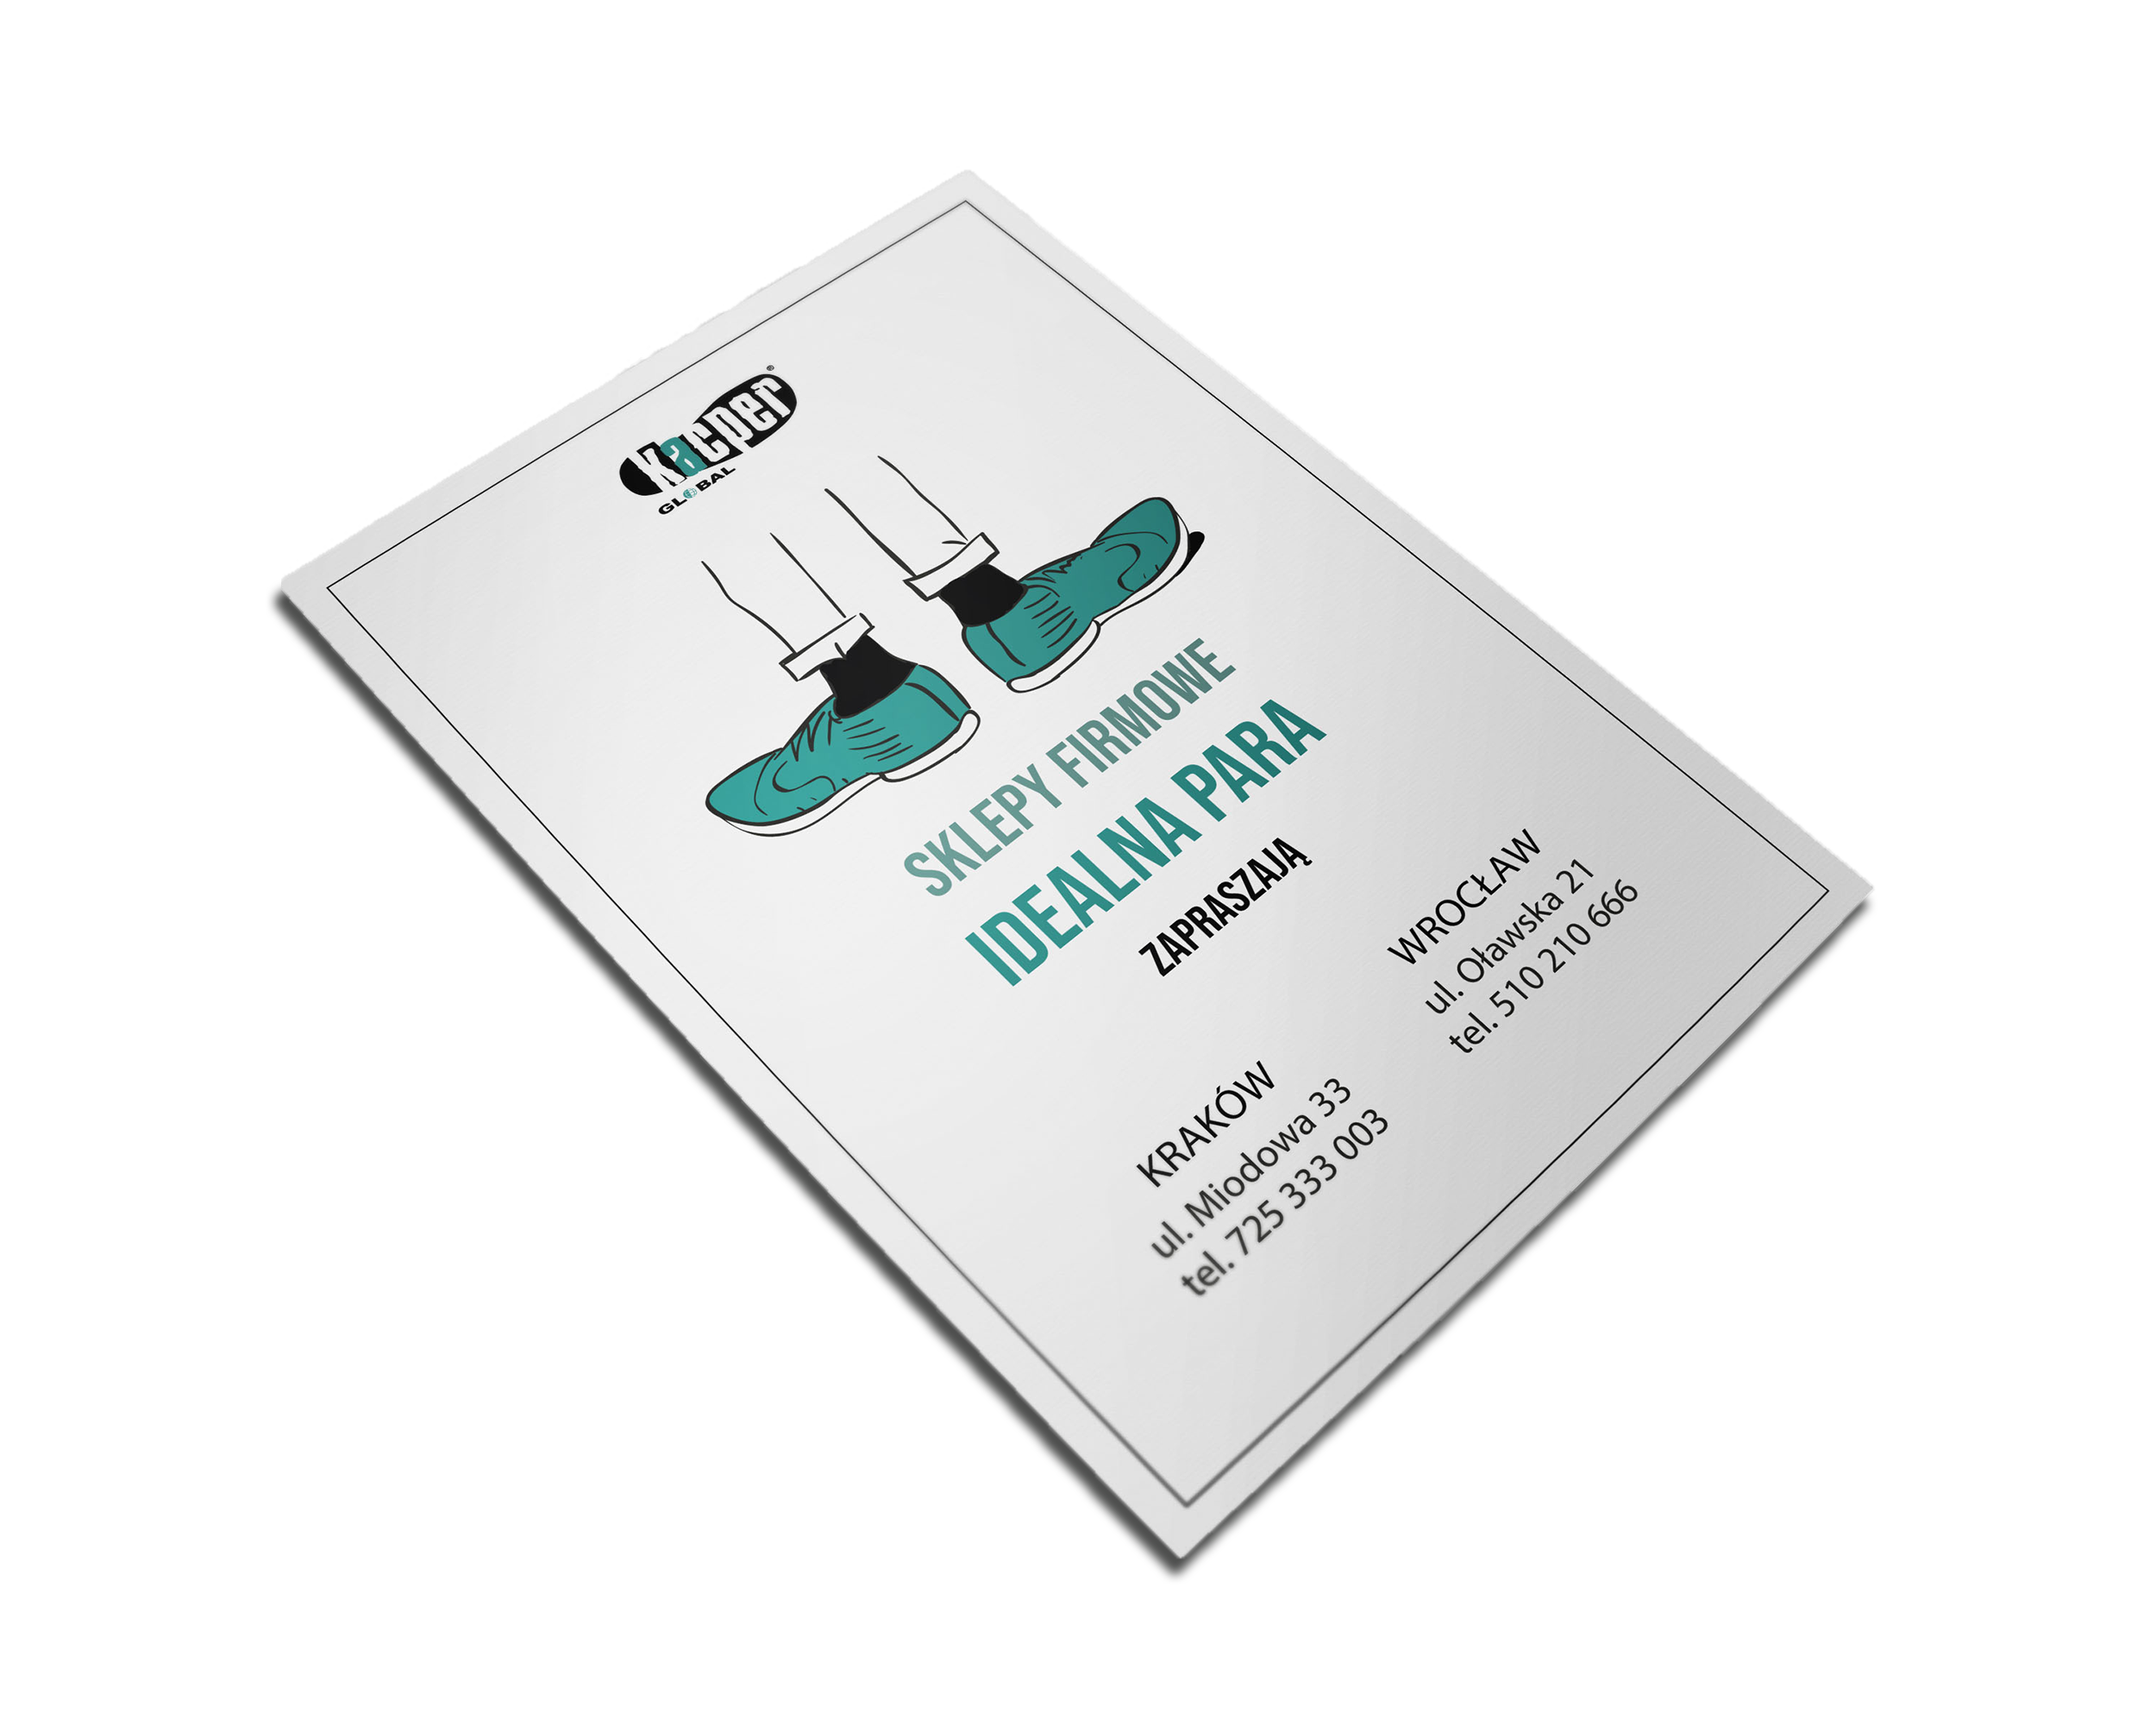 Kacper®
GLOBAL
SKLEPY FIRMOWE
IDEALNA PARA
ZAPRASZAJĄ
KRAKÓW
ul. Miodowa 33
tel. 725 333 003
WROCŁAW
ul. Oławska 21
tel. 510 210 666